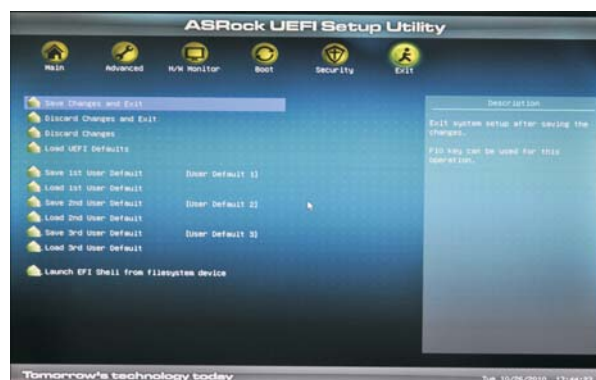 ASRock UEFI Setup Utility
Main
Advanced
H/W Monitor
Boot
Security
Exit
Save Changes and Exit
Discard Changes and Exit
Discard Changes
Load UEFI Defaults
Save 1st User Default [User Default 1]
Load 1st User Default
Save 2nd User Default [User Default 2]
Load 2nd User Default
Save 3rd User Default [User Default 3]
Load 3rd User Default
Launch EFI Shell from filesystem device
Description
Exit system setup after saving the
changes.
F10 key can be used for this
operation.
Tomorrow's technology today
Tue 10/26/2010